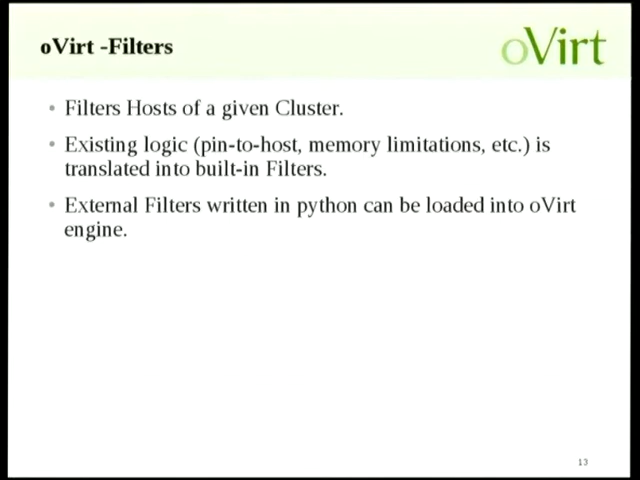 oVirt -Filters
oVirt
• Filters Hosts of a given Cluster.
• Existing logic (pin-to-host, memory limitations, etc.) is
translated into built-in Filters.
• External Filters written in python can be loaded into oVirt
engine.
13